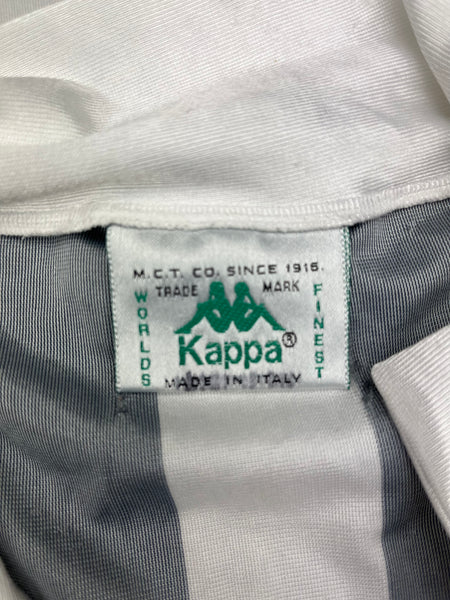 M.C.T. CO. SINCE 1916.
TRADE MARK
WORLDS
FINEST
Kappa®
MADE IN ITALY